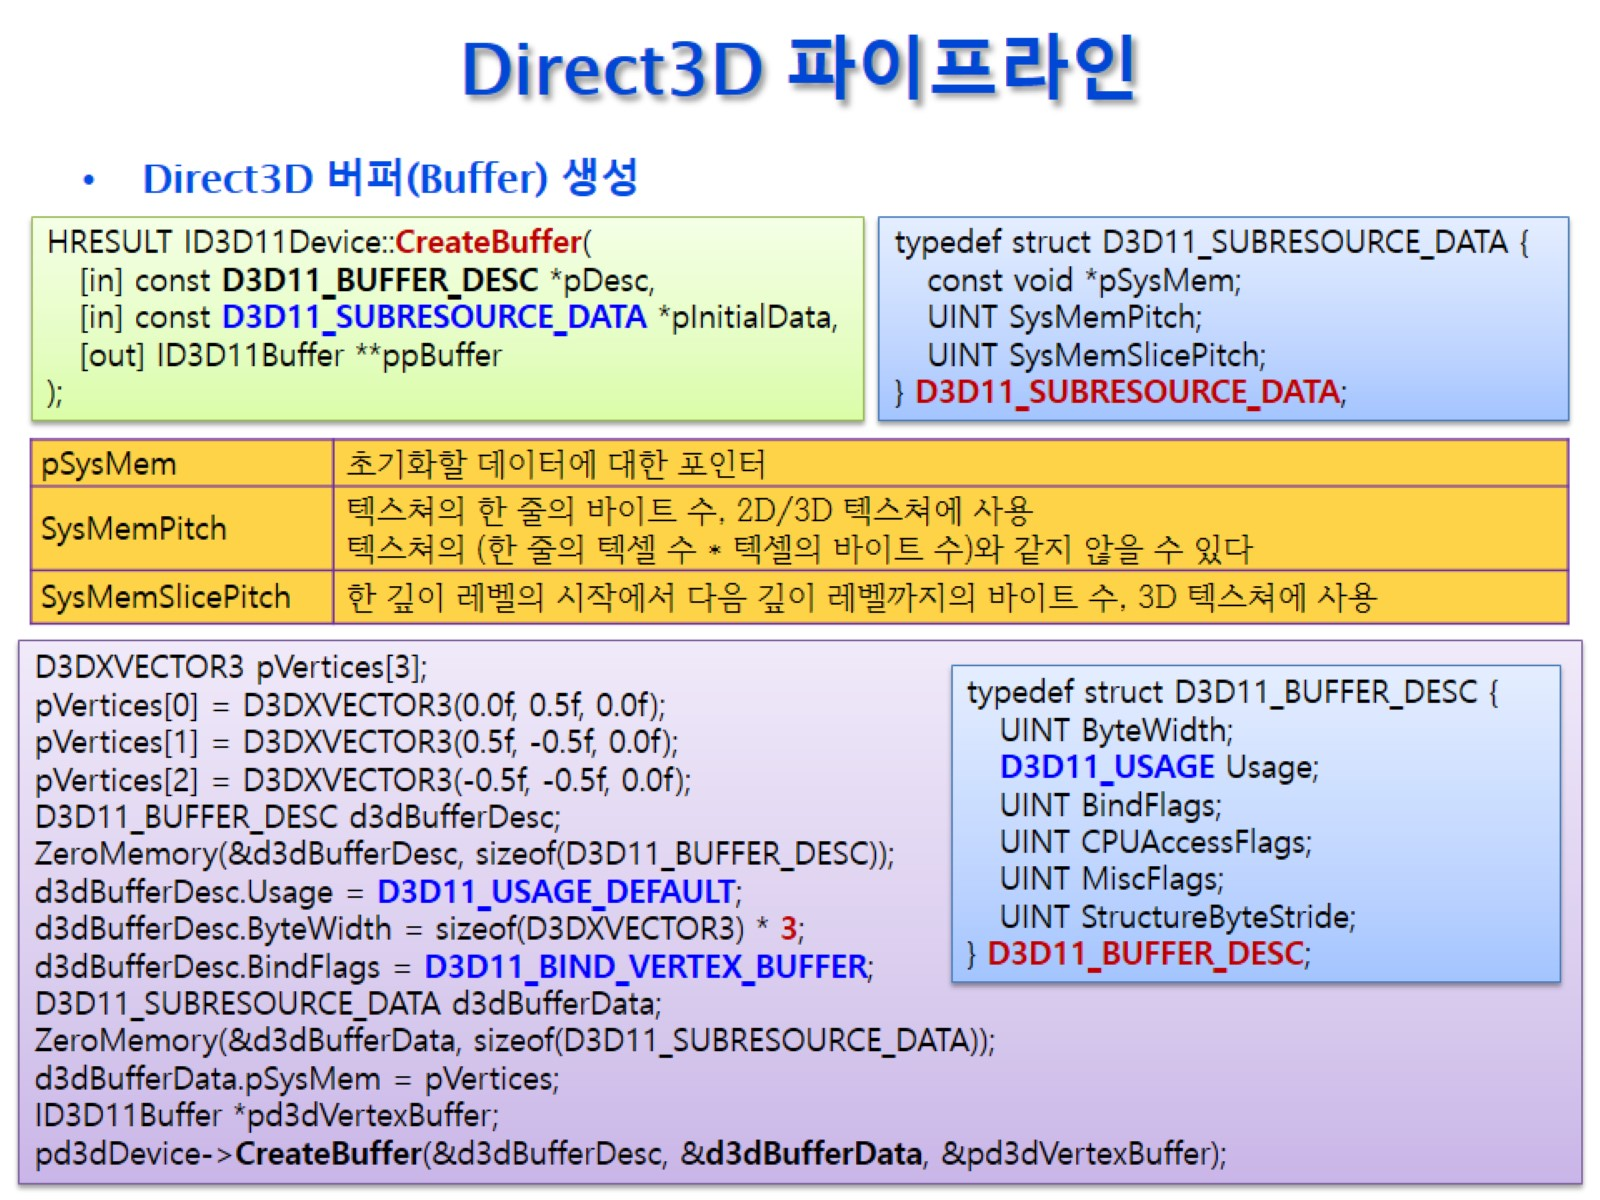 Direct3D 파이프라인
• Direct3D 버퍼(Buffer) 생성
HRESULT ID3D11Device::CreateBuffer(
[in] const D3D11_BUFFER_DESC *pDesc,
[in] const D3D11_SUBRESOURCE_DATA *pInitialData,
[out] ID3D11Buffer **ppBuffer
);
typedef struct D3D11_SUBRESOURCE_DATA {
const void *pSysMem;
UINT SysMemPitch;
UINT SysMemSlicePitch;
} D3D11_SUBRESOURCE_DATA;
pSysMem 초기화할 데이터에 대한 포인터
SysMemPitch 텍스쳐의 한 줄의 바이트 수, 2D/3D 텍스쳐에 사용
텍스쳐의 (한 줄의 텍셀 수 * 텍셀의 바이트 수)와 같지 않을 수 있다
SysMemSlicePitch 한 깊이 레벨의 시작에서 다음 깊이 레벨까지의 바이트 수, 3D 텍스쳐에 사용
D3DXVECTOR3 pVertices[3];
pVertices[0] = D3DXVECTOR3(0.0f, 0.5f, 0.0f);
pVertices[1] = D3DXVECTOR3(0.5f, -0.5f, 0.0f);
pVertices[2] = D3DXVECTOR3(-0.5f, -0.5f, 0.0f);
D3D11_BUFFER_DESC d3dBufferDesc;
ZeroMemory(&d3dBufferDesc, sizeof(D3D11_BUFFER_DESC));
d3dBufferDesc.Usage = D3D11_USAGE_DEFAULT;
d3dBufferDesc.ByteWidth = sizeof(D3DXVECTOR3) * 3;
d3dBufferDesc.BindFlags = D3D11_BIND_VERTEX_BUFFER;
D3D11_SUBRESOURCE_DATA d3dBufferData;
ZeroMemory(&d3dBufferData, sizeof(D3D11_SUBRESOURCE_DATA));
d3dBufferData.pSysMem = pVertices;
ID3D11Buffer *pd3dVertexBuffer;
pd3dDevice->CreateBuffer(&d3dBufferDesc, &d3dBufferData, &pd3dVertexBuffer);
typedef struct D3D11_BUFFER_DESC {
UINT ByteWidth;
D3D11_USAGE Usage;
UINT BindFlags;
UINT CPUAccessFlags;
UINT MiscFlags;
UINT StructureByteStride;
} D3D11_BUFFER_DESC;